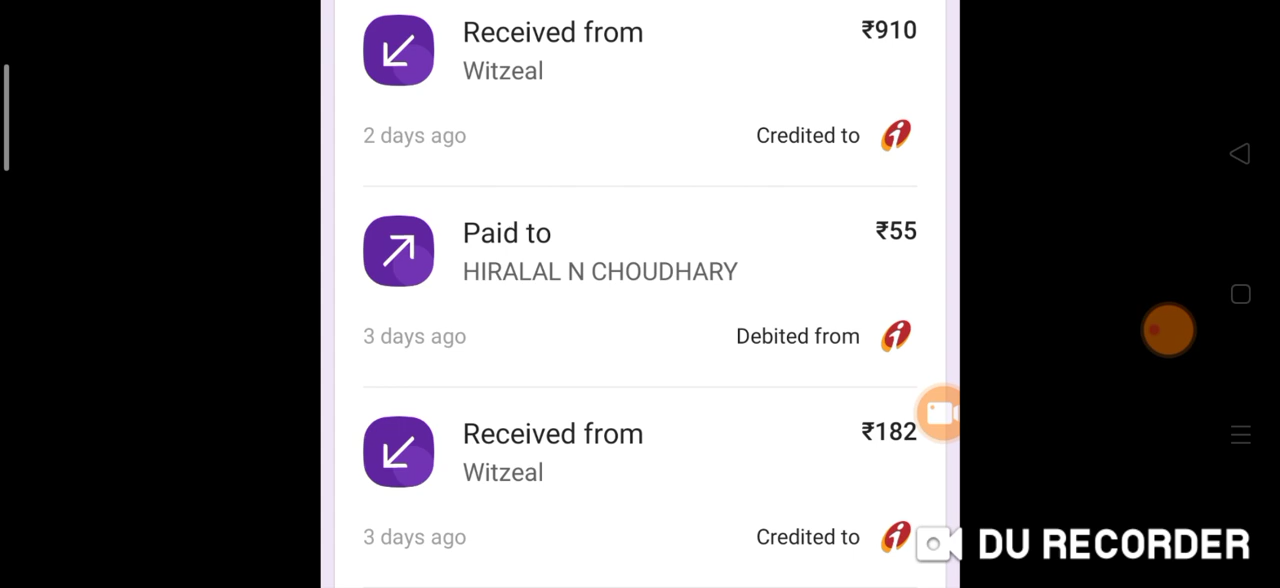 Received from ₹910
Witzeal
2 days ago Credited to
Paid to ₹55
HIRALAL N CHOUDHARY
3 days ago Debited from
Received from ₹182
Witzeal
3 days ago Credited to
DU RECORDER